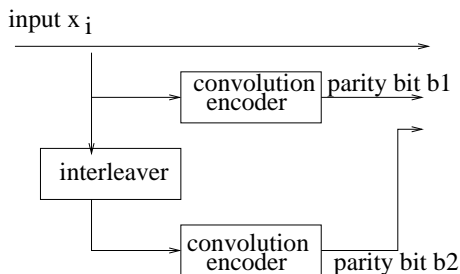 input x i
convolution
encoder
parity bit b1
interleaver
convolution
encoder
parity bit b2